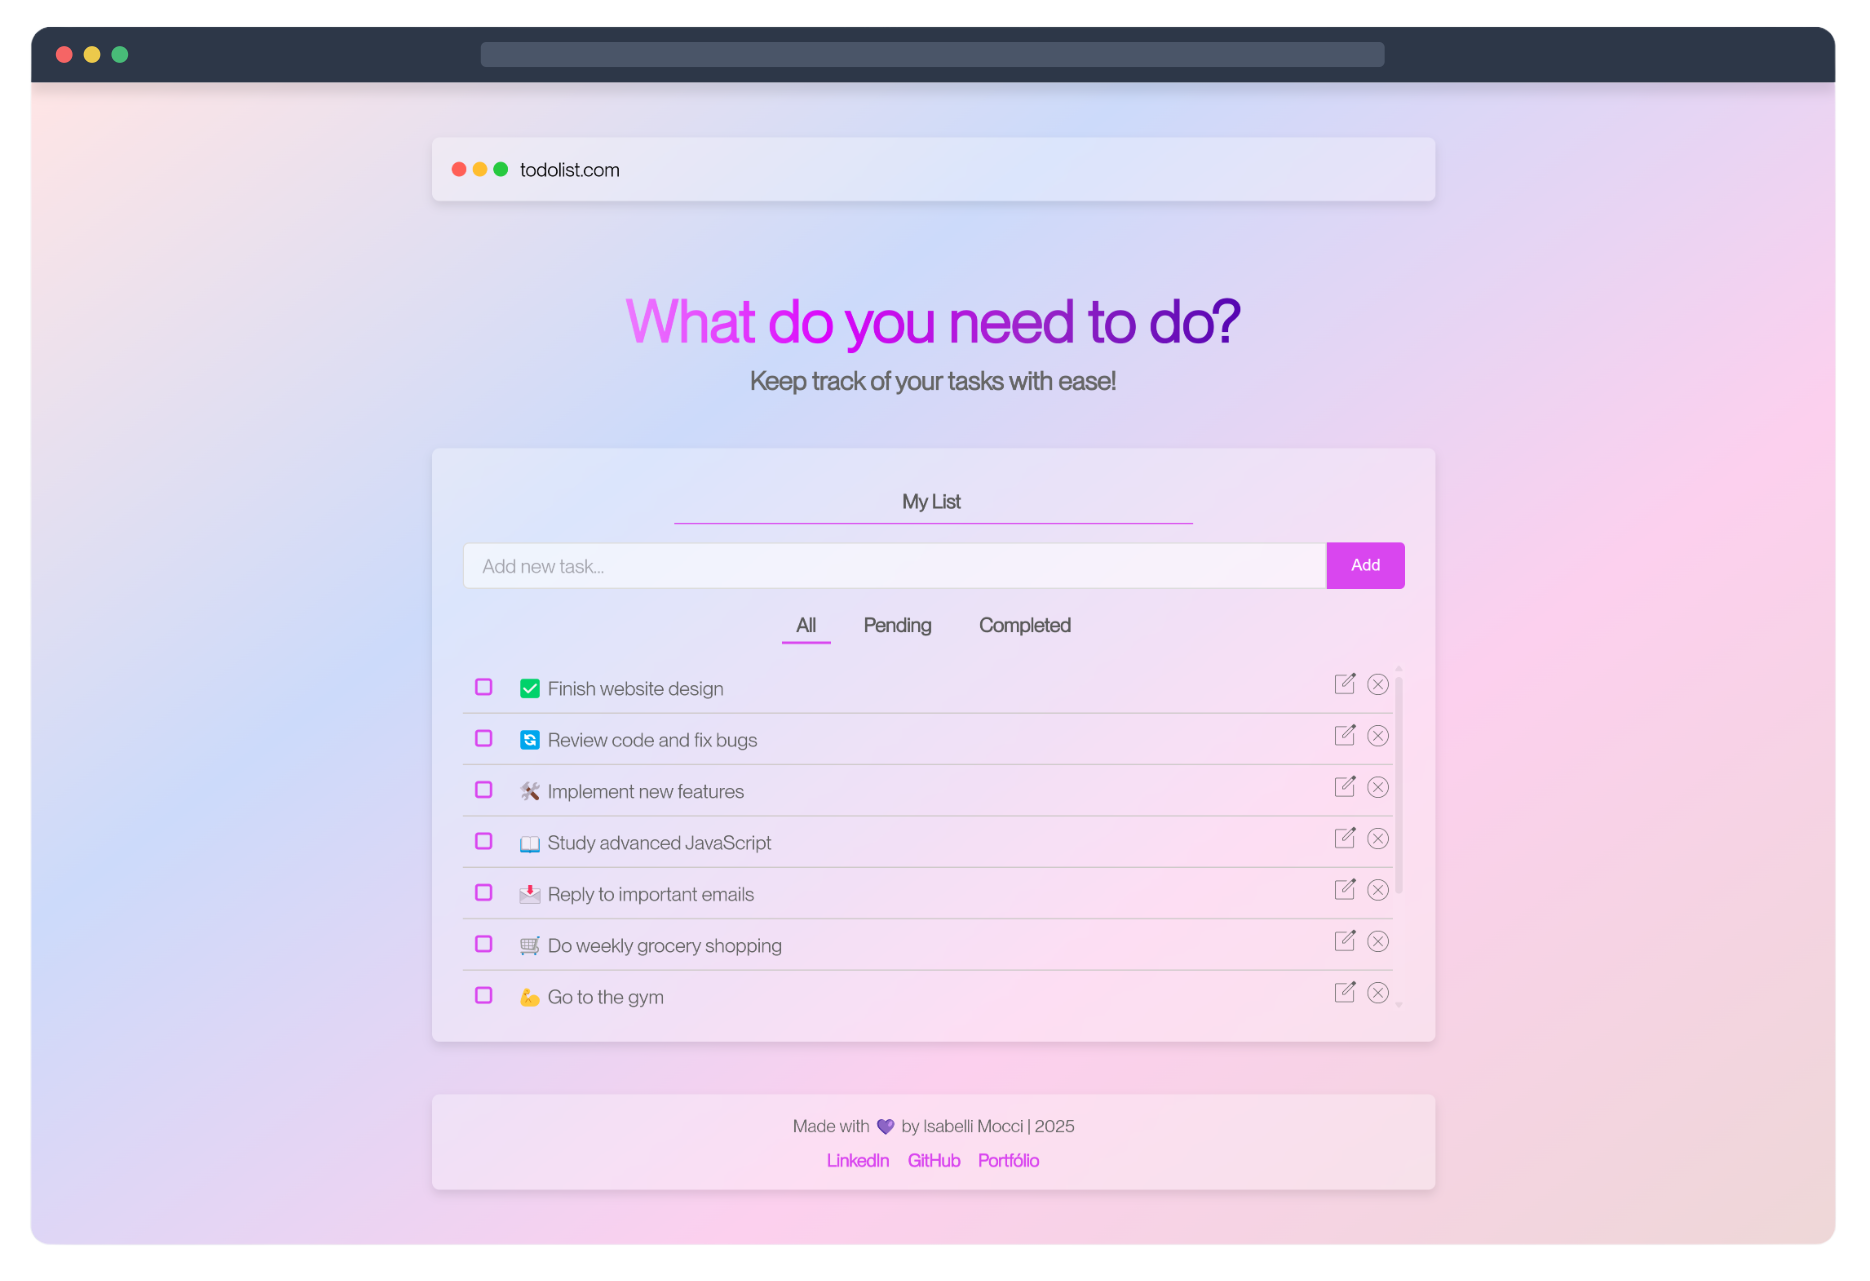 todolist.com
What do you need to do?
Keep track of your tasks with ease!
My List
Add new task...
Add
All Pending Completed
✅ Finish website design
🔄 Review code and fix bugs
🛠️ Implement new features
📖 Study advanced JavaScript
📩 Reply to important emails
🛒 Do weekly grocery shopping
💪 Go to the gym
Made with 💜 by Isabelli Mocci | 2025
LinkedIn GitHub Portfólio